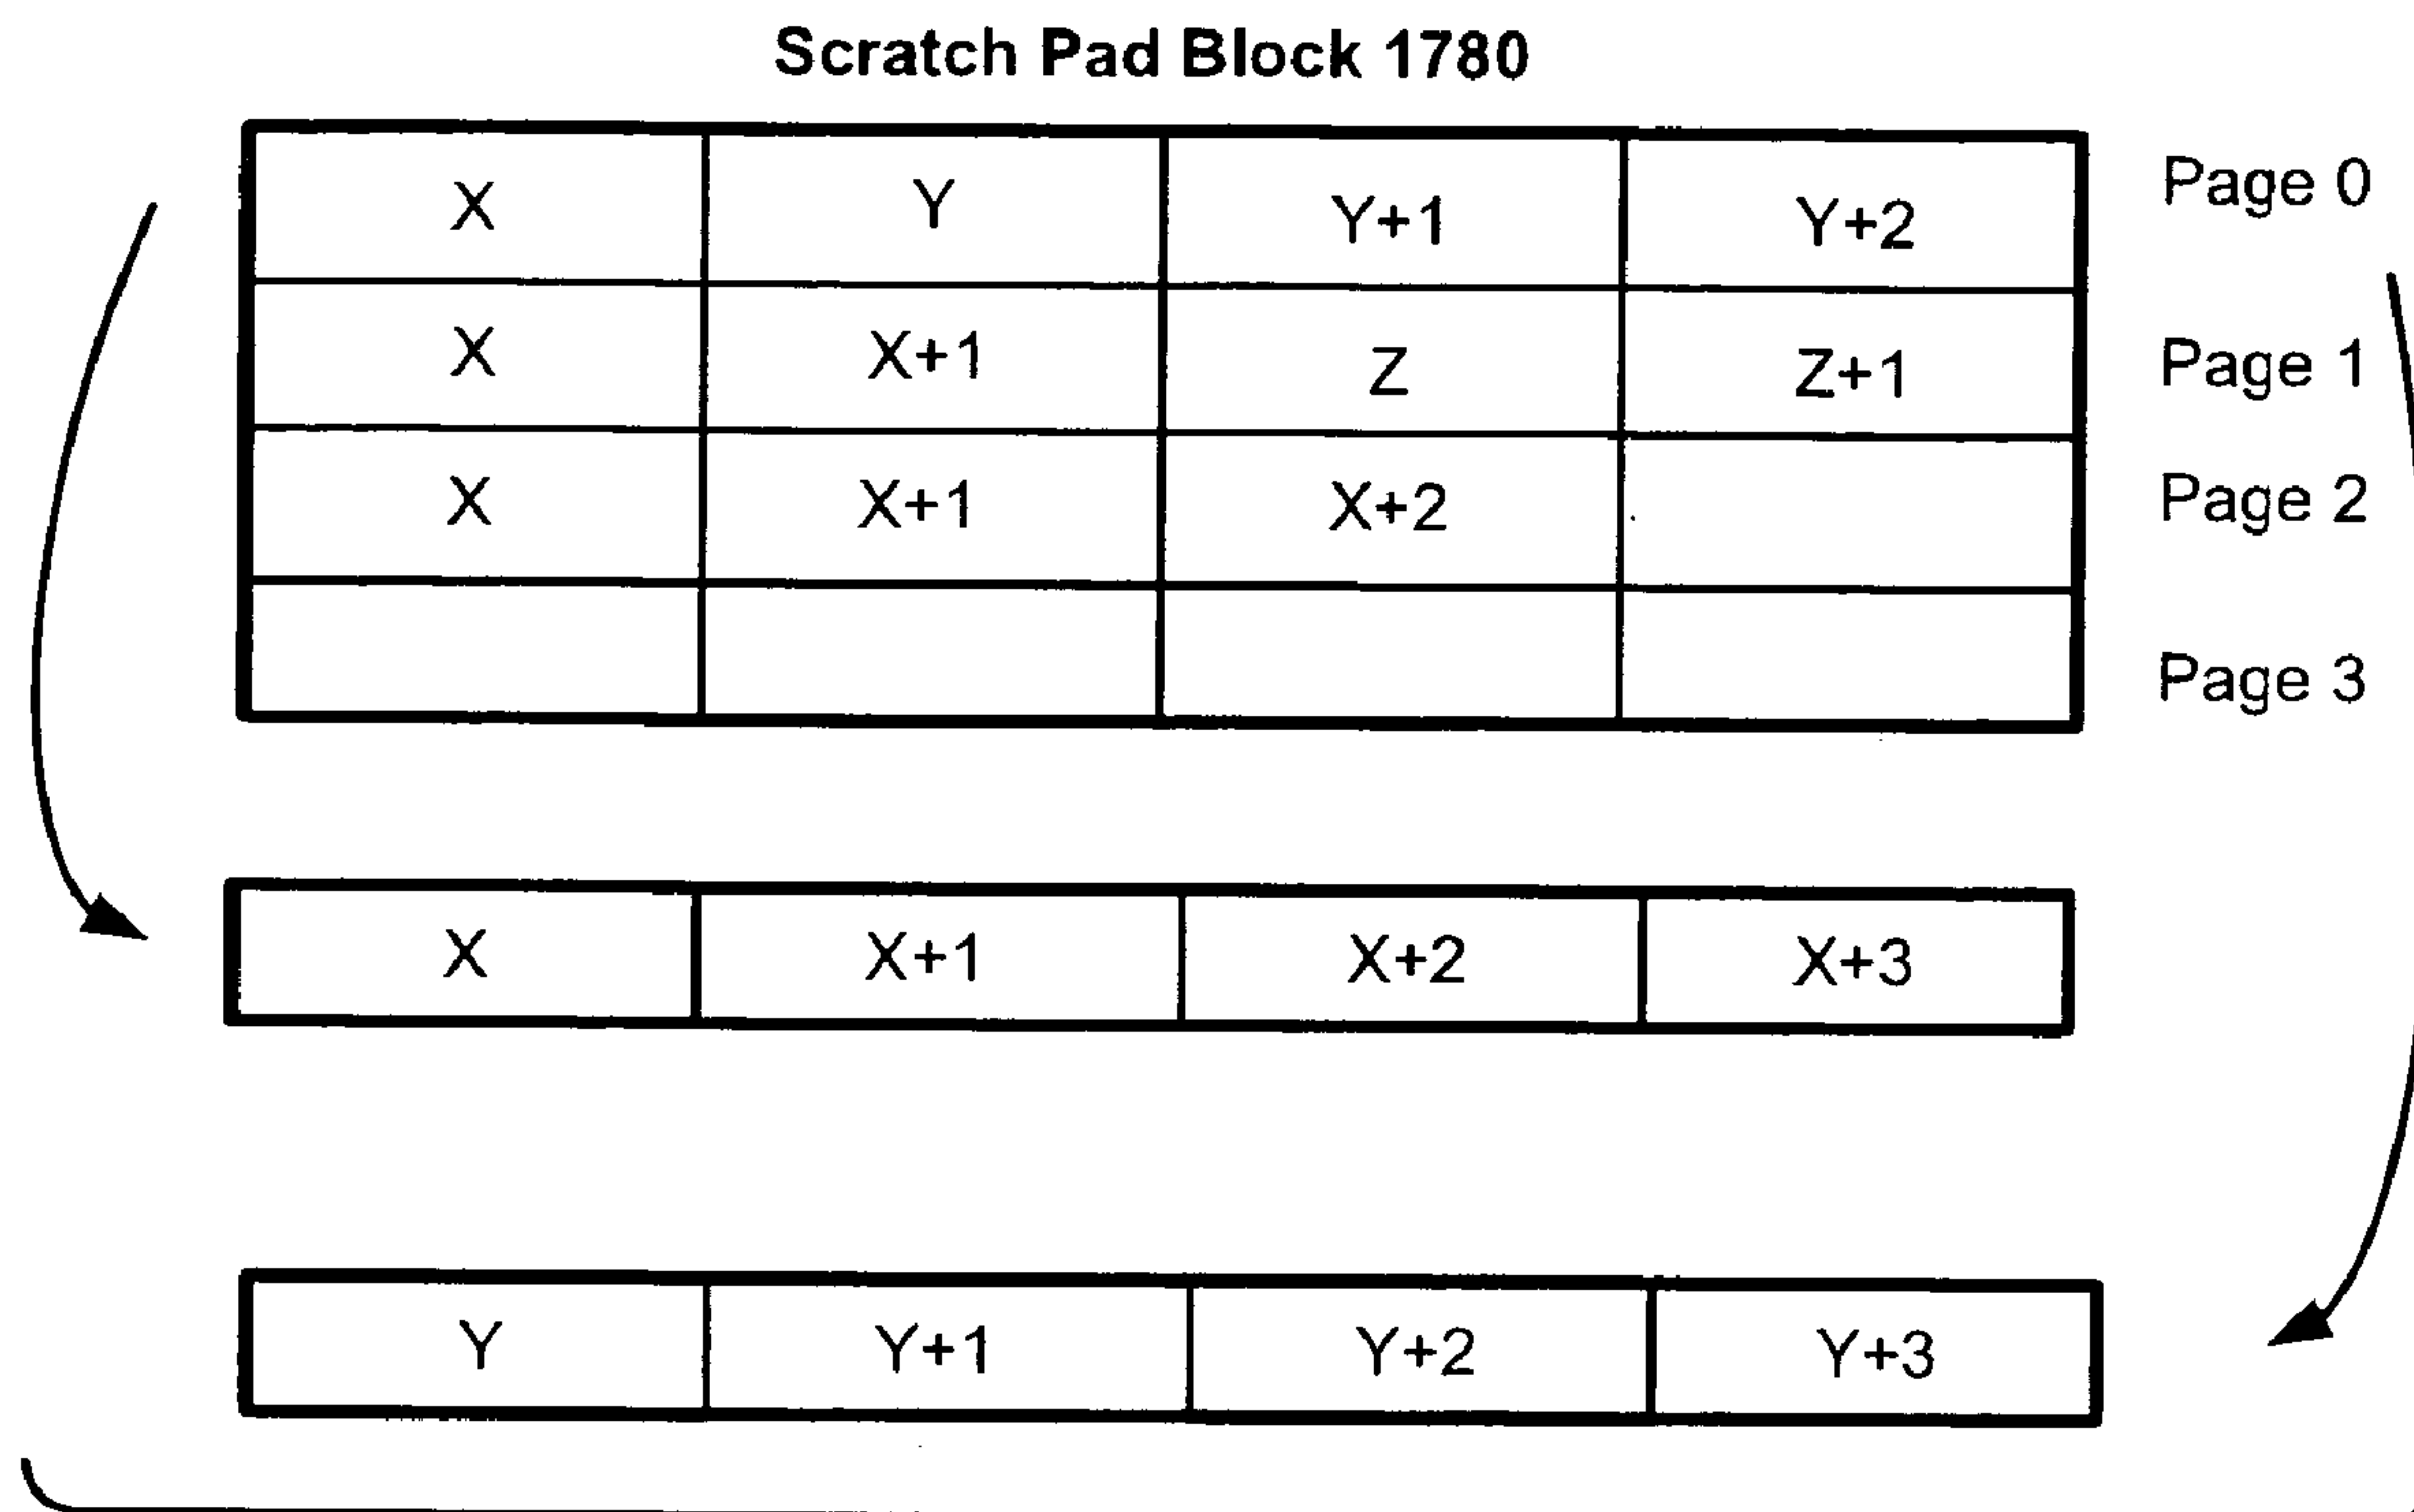 Scratch Pad Block 1780
X Y Y+1 Y+2 Page 0
X X+1 Z Z+1 Page 1
X X+1 X+2 Page 2
Page 3
X X+1 X+2 X+3
Y Y+1 Y+2 Y+3